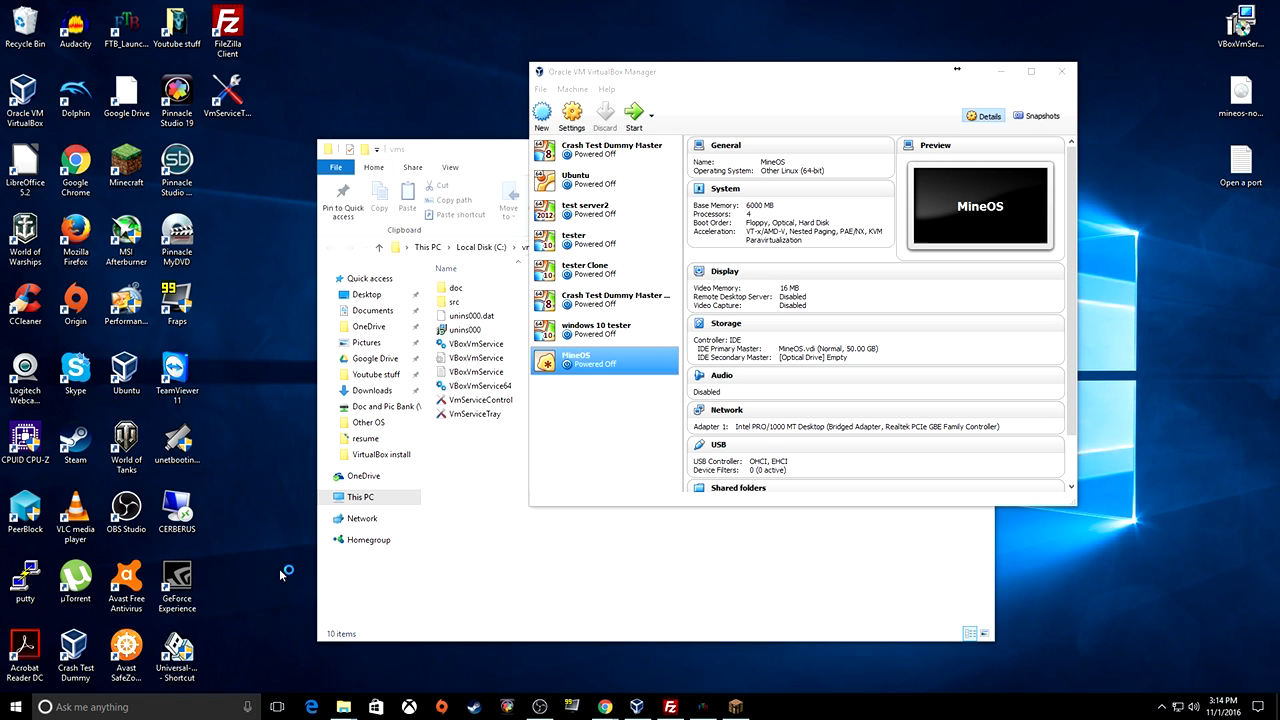 Recycle Bin
Audacity
FTB_Launc...
Youtube stuff
FileZilla
Client
Oracle VM
VirtualBox
Dolphin
Google Drive
Pinnacle
Studio 19
VmServiceT...
LibreOffice
Google
Chrome
Minecraft
Pinnacle
Studio ...
World of
Warships
Mozilla
Firefox
MSI
Afterburner
Pinnacle
MyDVD
CCleaner
Origin
Performan...
99
Fraps
Logitech
Webca...
Skype
Ubuntu
TeamViewer
11
CPUID CPU-Z
Steam
World of
Tanks
unetbootin...
PeerBlock
VLC media
player
OBS Studio
CERBERUS
putty
µTorrent
Avast Free
Antivirus
GeForce
Experience
Acrobat
Reader DC
Crash Test
Dummy
Avast
SafeZo...
Universal-...
- Shortcut
VBoxVmSer...
mineos-no...
Open a port
vms
File
Home
Share
View
Pin to Quick
access
Copy
Paste
Cut
Copy path
Paste shortcut
Move
to
Clipboard
This PC
Local Disk (C:)
Quick access
Desktop
Documents
OneDrive
Pictures
Google Drive
Youtube stuff
Downloads
Doc and Pic Bank (\
Other OS
resume
VirtualBox install
OneDrive
This PC
Network
Homegroup
Name
doc
src
unins000.dat
unins000
VBoxVmService
VBoxVmService
VBoxVmService
VBoxVmService64
VmServiceControl
VmServiceTray
10 items
Oracle VM VirtualBox Manager
File Machine Help
New
Settings
Discard
Start
Details
Snapshots
Crash Test Dummy Master
Powered Off
Ubuntu
Powered Off
test server2
Powered Off
tester
Powered Off
tester Clone
Powered Off
Crash Test Dummy Master ...
Powered Off
windows 10 tester
Powered Off
MineOS
Powered Off
General
Name: MineOS
Operating System: Other Linux (64-bit)
System
Base Memory: 6000 MB
Processors: 4
Boot Order: Floppy, Optical, Hard Disk
Acceleration: VT-x/AMD-V, Nested Paging, PAE/NX, KVM
Paravirtualization
Preview
MineOS
Display
Video Memory: 16 MB
Remote Desktop Server: Disabled
Video Capture: Disabled
Storage
Controller: IDE
IDE Primary Master: MineOS.vdi (Normal, 50.00 GB)
IDE Secondary Master: [Optical Drive] Empty
Audio
Disabled
Network
Adapter 1: Intel PRO/1000 MT Desktop (Bridged Adapter, Realtek PCIe GBE Family Controller)
USB
USB Controller: OHCI, EHCI
Device Filters: 0 (0 active)
Shared folders
Ask me anything
3:14 PM
11/1/2016